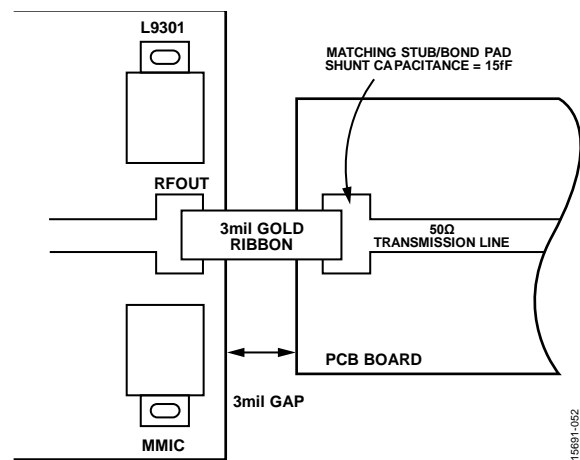 L9301
MATCHING STUB/BOND PAD
SHUNT CAPACITANCE = 15fF
RFOUT
3mil GOLD
RIBBON
50Ω
TRANSMISSION LINE
PCB BOARD
3mil GAP
MMIC
15691-052